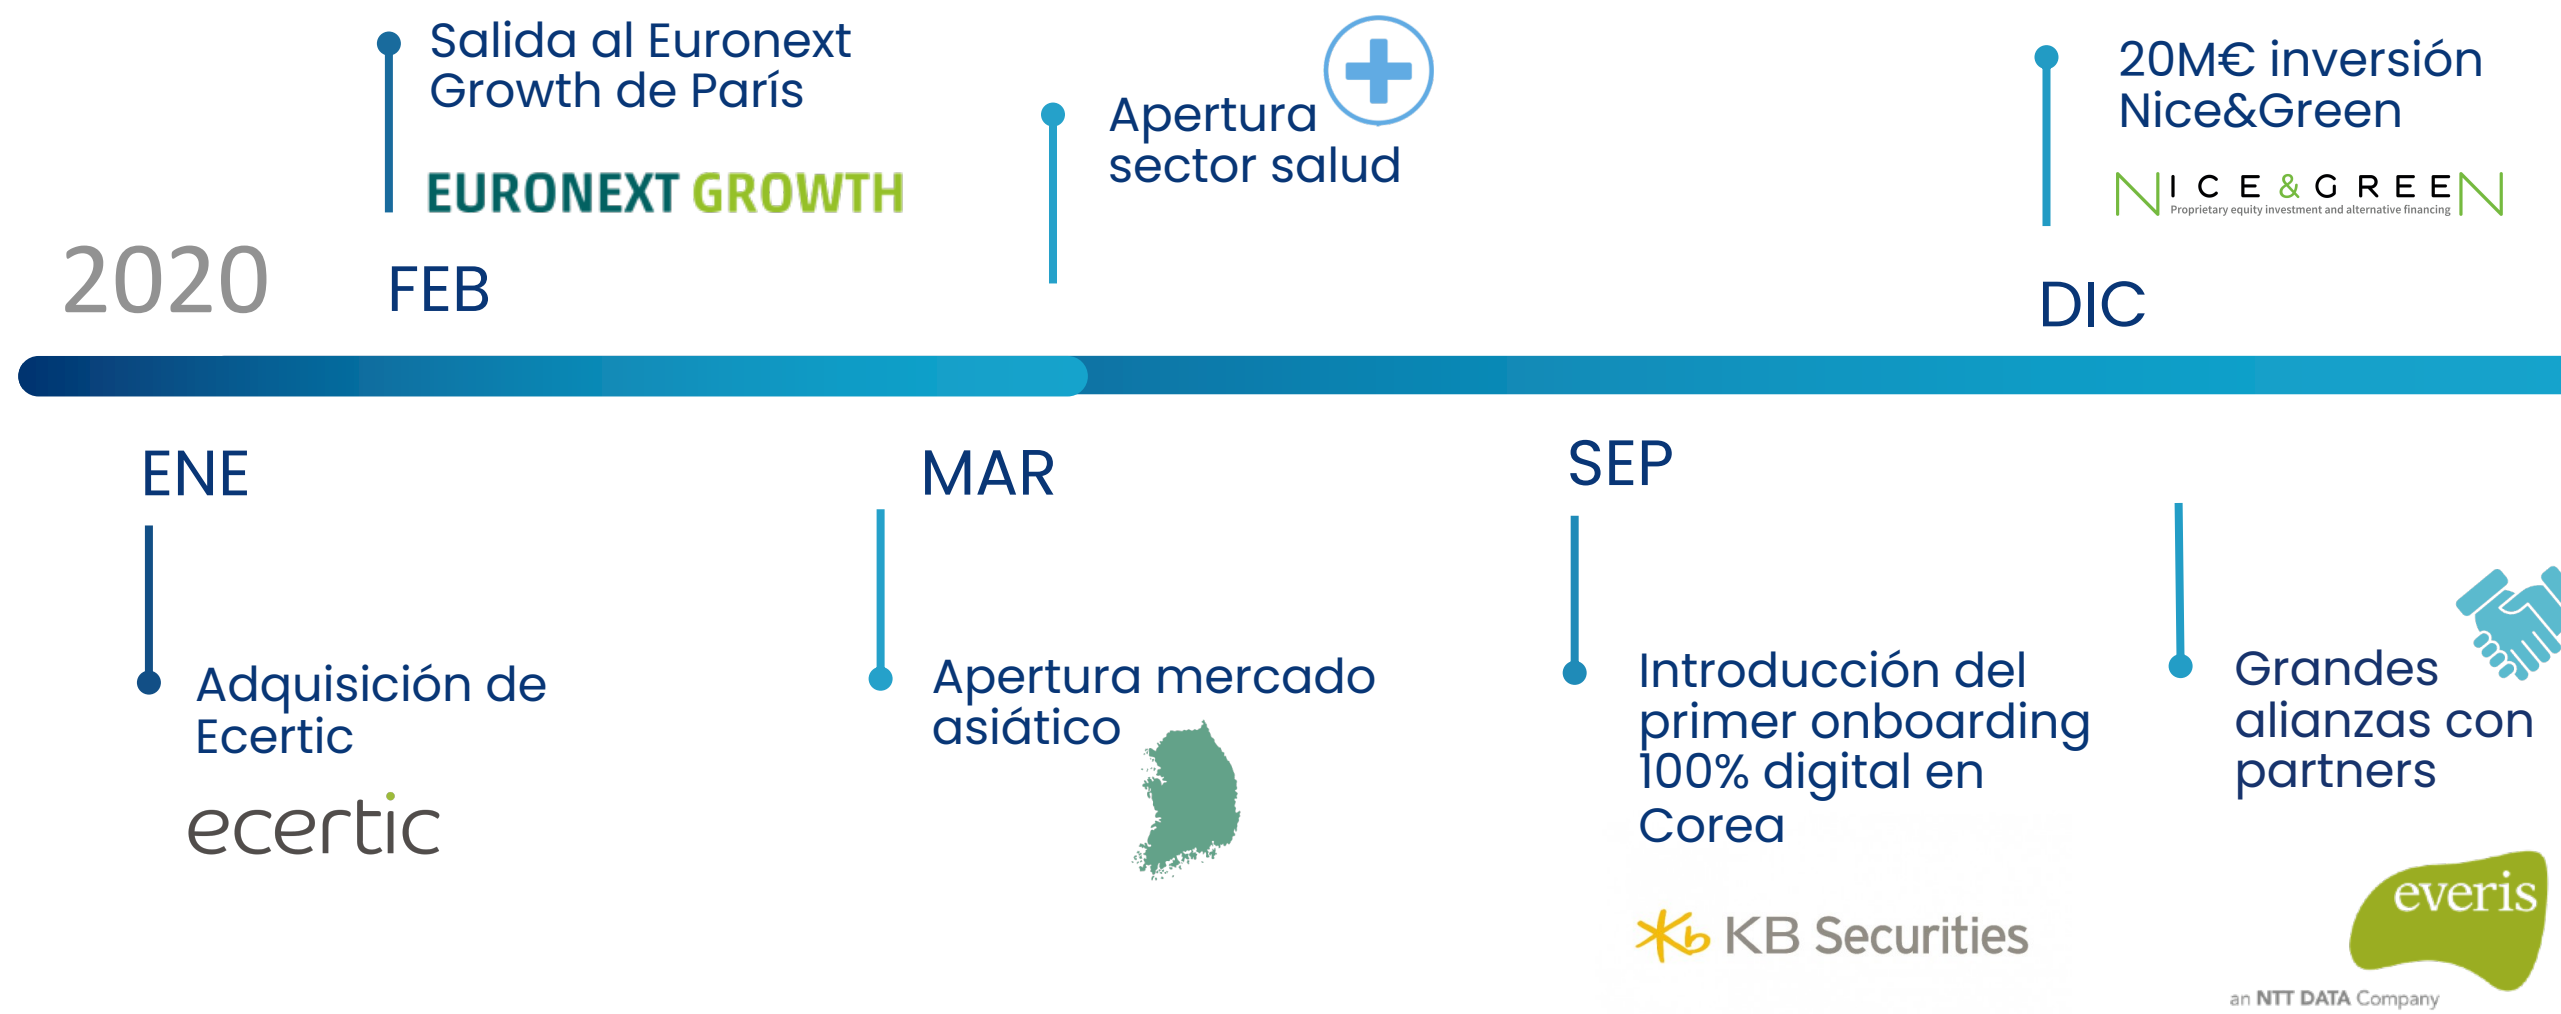 Salida al Euronext
Growth de París
EURONEXT GROWTH
Apertura
sector salud
20M€ inversión
Nice&Green
NICE&GREEN
Proprietary equity investment and alternative financing
2020
FEB
DIC
ENE
MAR
SEP
Adquisición de
Ecertic
ecertic
Apertura mercado
asiático
Introducción del
primer onboarding
100% digital en
Corea
Kb KB Securities
Grandes
alianzas con
partners
everis
an NTT DATA Company